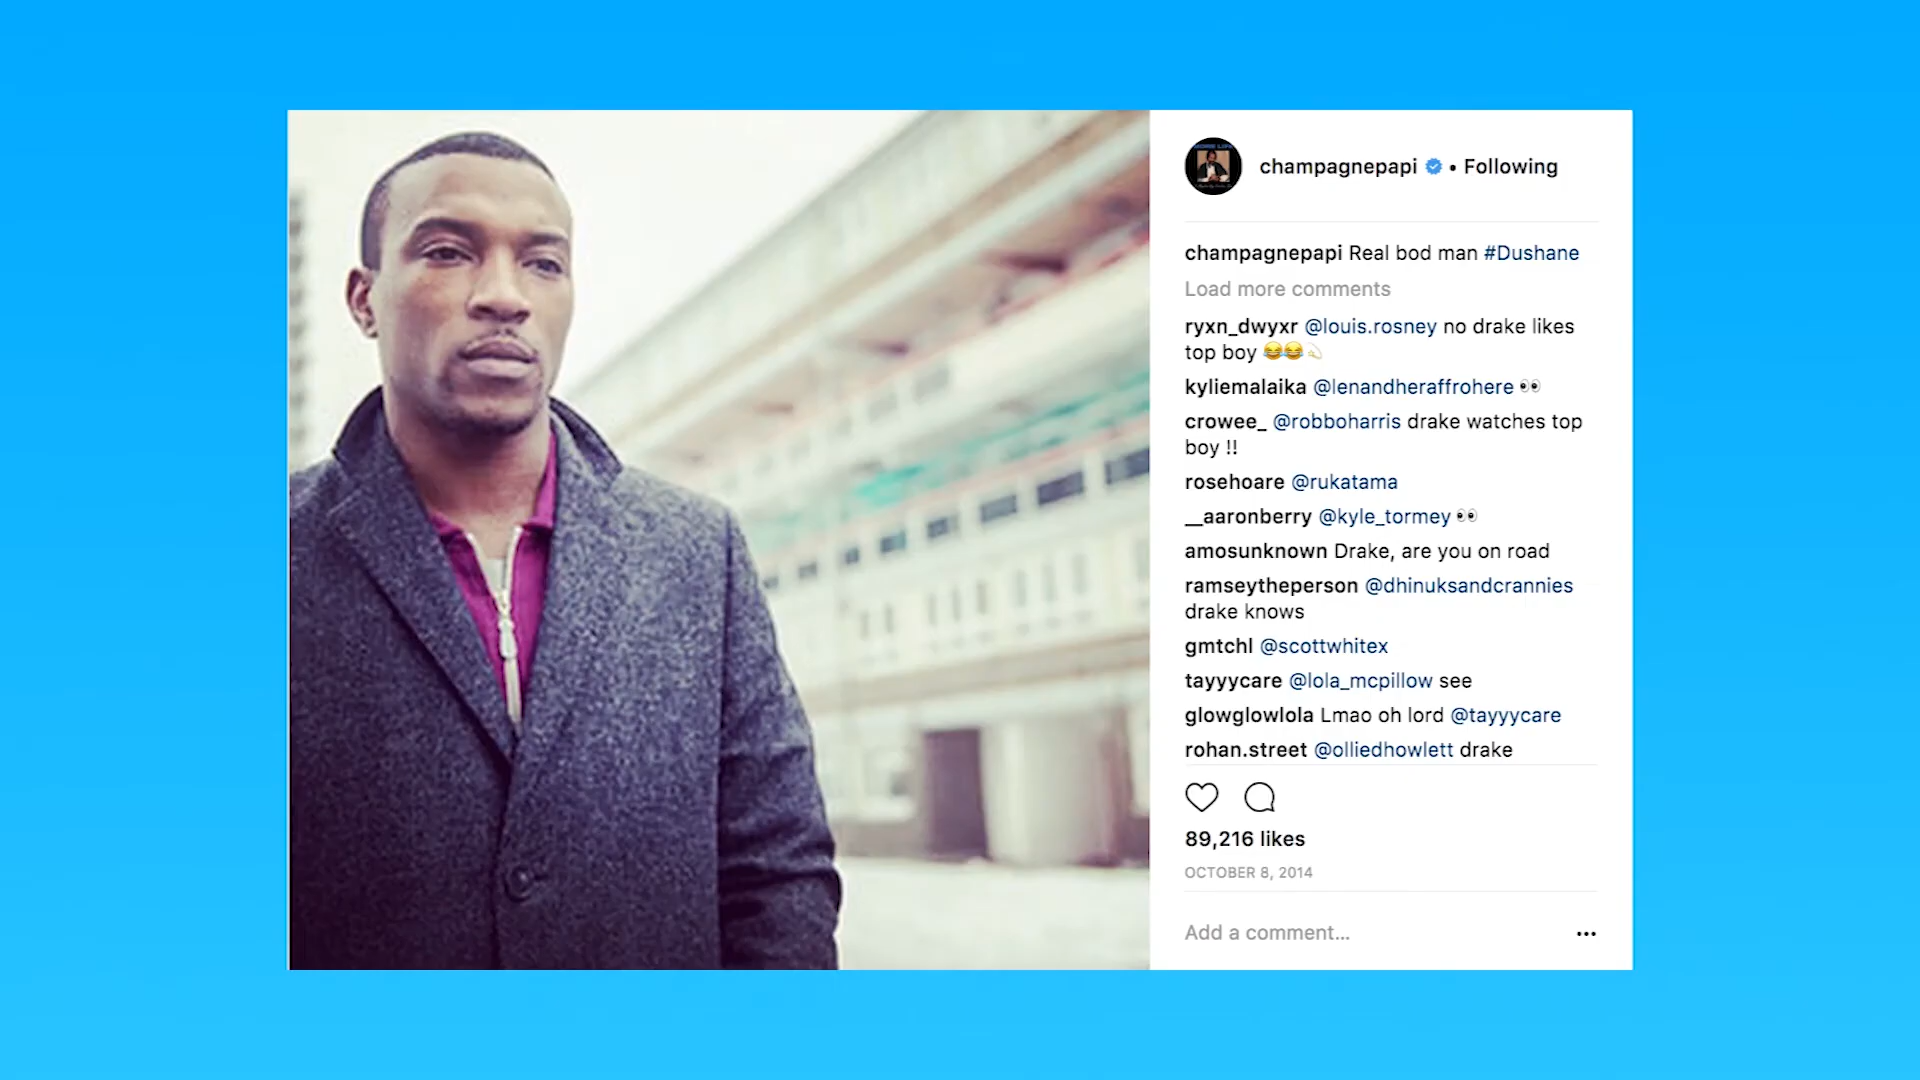 champagnepapi • Following
champagnepapi Real bod man #Dushane
Load more comments
ryxn_dwyxr @louis.rosney no drake likes
top boy 😂😂👏
kyliemalaika @lenandheraffrohere 👀
crowee_ @robboharris drake watches top
boy !!
rosehoare @rukatama
__aaronberry @kyle_tormey 👀
amosunknown Drake, are you on road
ramseytheperson @dhinuksandcrannies
drake knows
gmtchl @scottwhitex
tayyycare @lola_mcpillow see
glowglowlola Lmao oh lord @tayyycare
rohan.street @olliedhowlett drake
89,216 likes
OCTOBER 8, 2014
Add a comment...